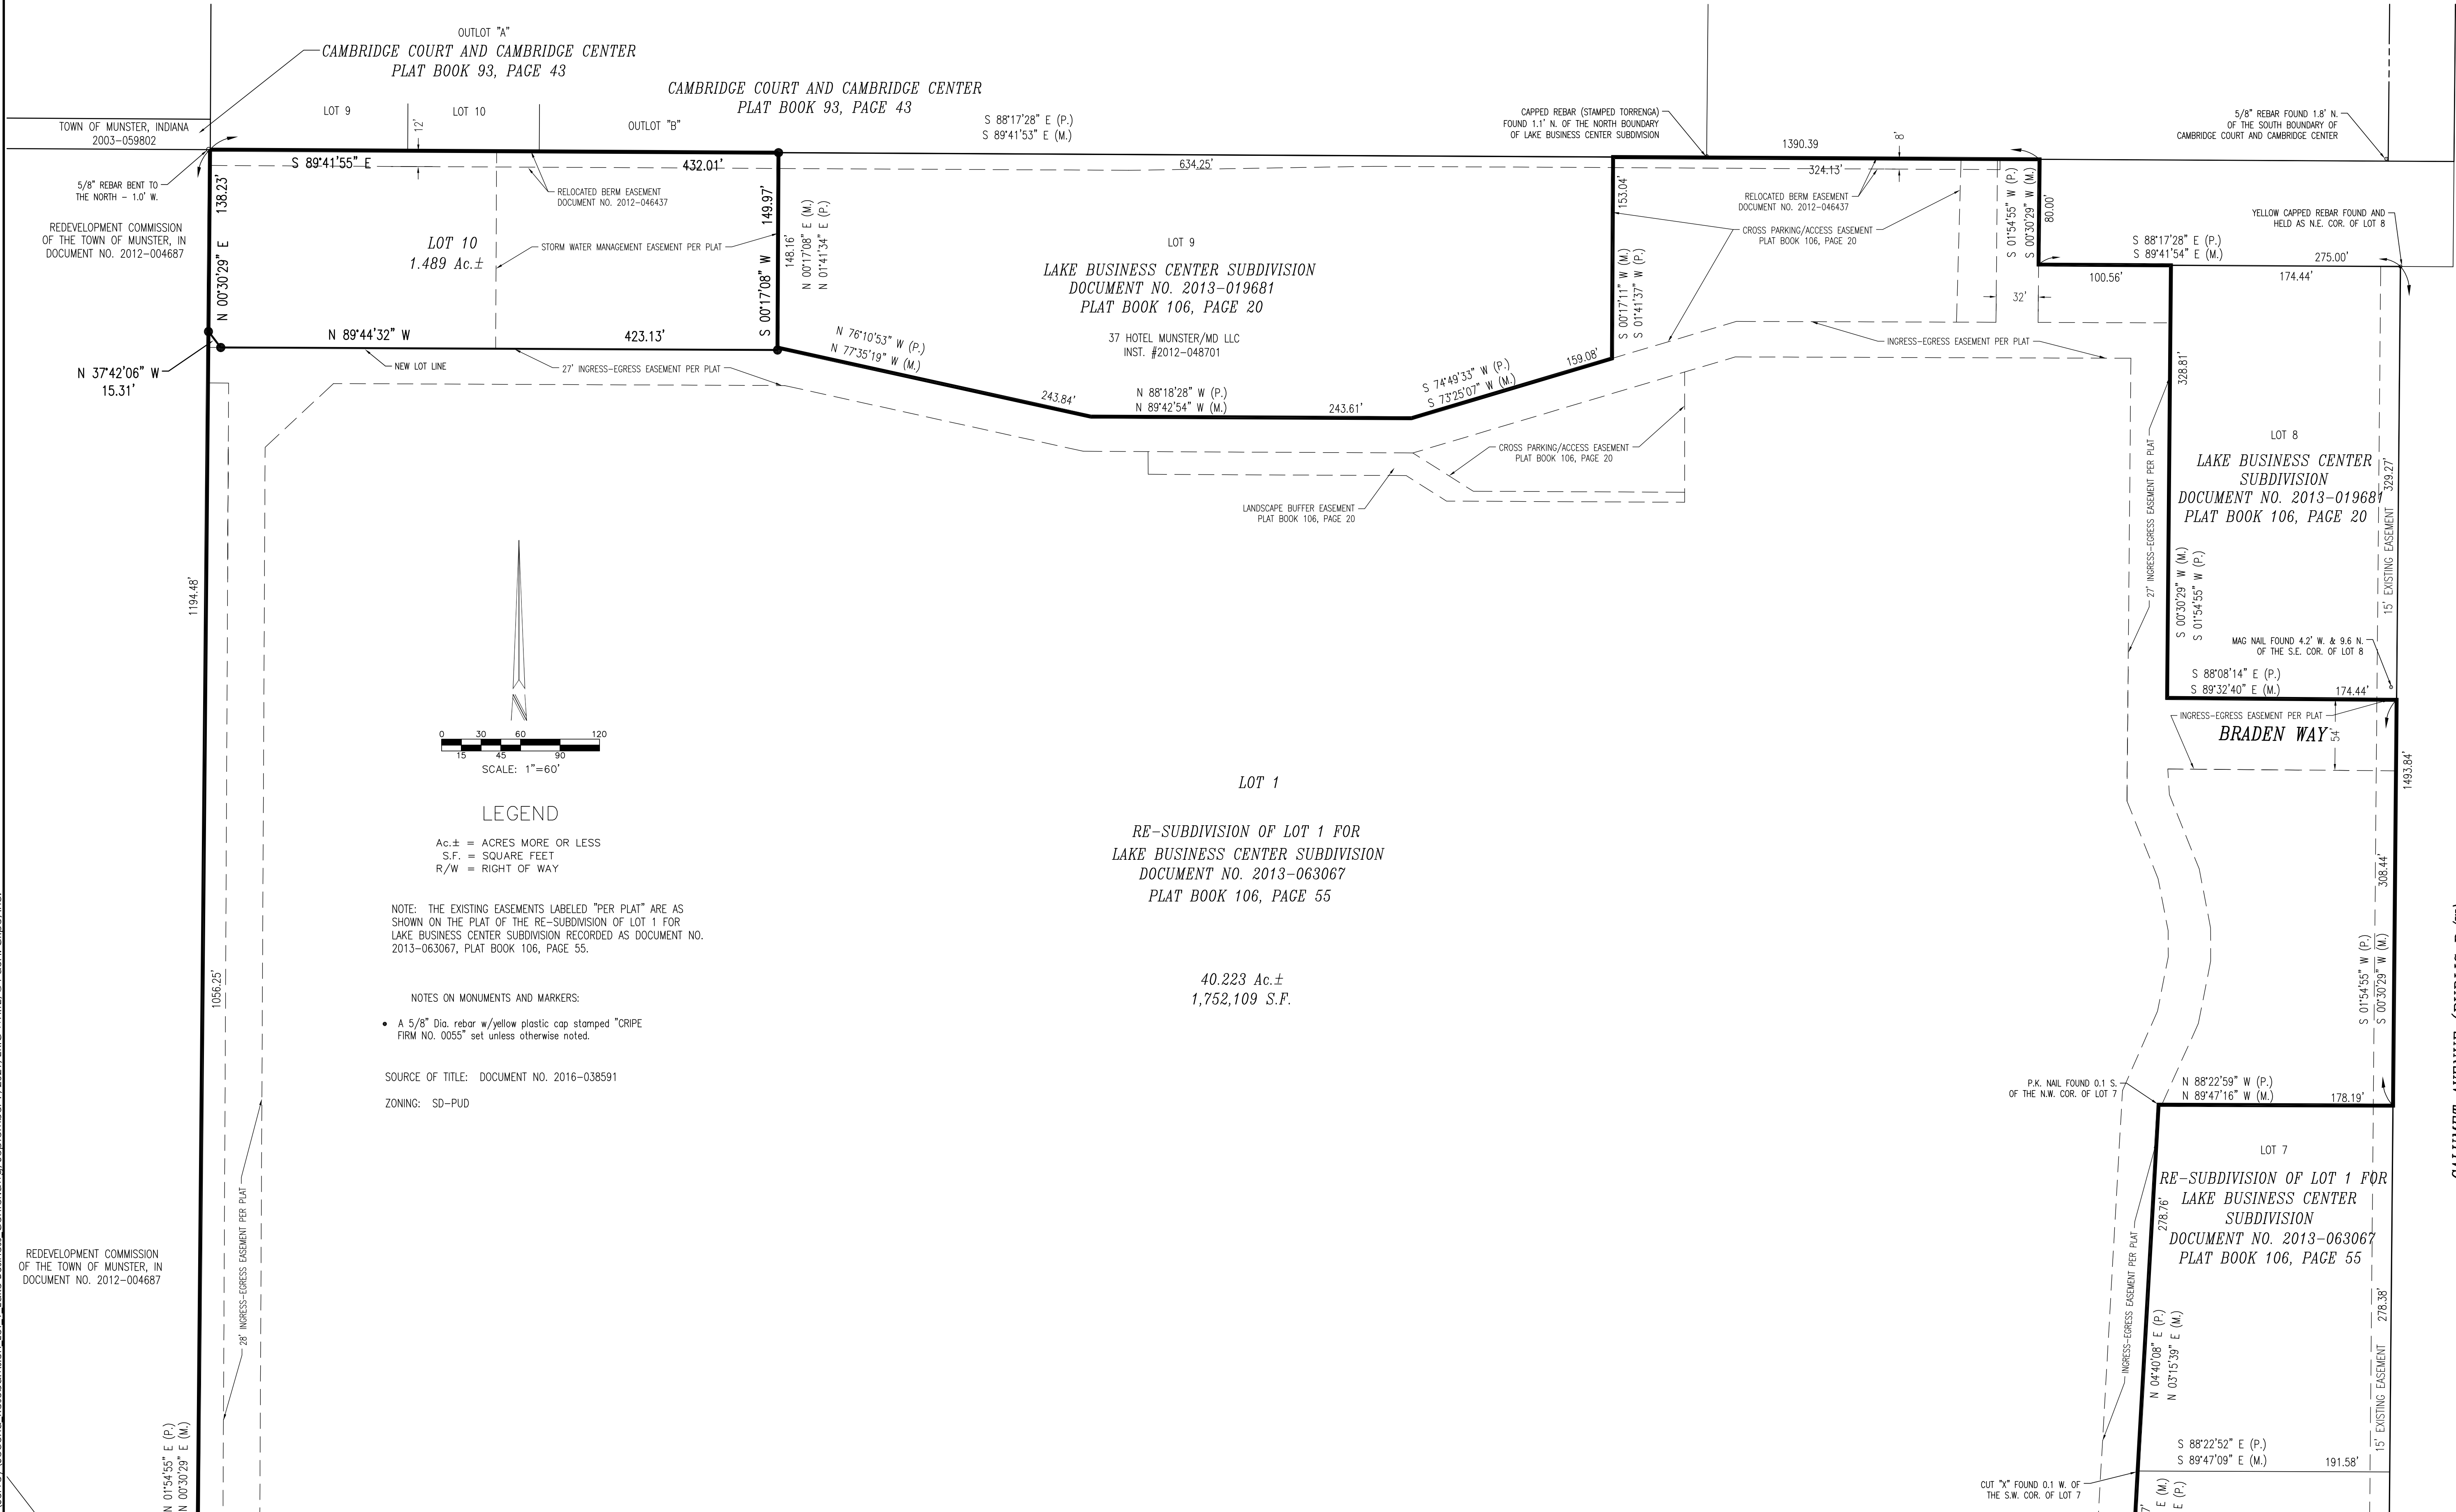 OUTLOT "A"
CAMBRIDGE COURT AND CAMBRIDGE CENTER
PLAT BOOK 93, PAGE 43
CAMBRIDGE COURT AND CAMBRIDGE CENTER
PLAT BOOK 93, PAGE 43
LOT 9
LOT 10
OUTLOT "B"
12'
TOWN OF MUNSTER, INDIANA
2003-059802
S 88°17'28" E (P.)
S 89°41'53" E (M.)
634.25'
CAPPED REBAR (STAMPED TORRENGA)
FOUND 1.1' N. OF THE NORTH BOUNDARY
OF LAKE BUSINESS CENTER SUBDIVISION
1390.39
8'
324.13'
5/8" REBAR FOUND 1.8' N.
OF THE SOUTH BOUNDARY OF
CAMBRIDGE COURT AND CAMBRIDGE CENTER
5/8" REBAR BENT TO
THE NORTH - 1.0' W.
REDEVELOPMENT COMMISSION
OF THE TOWN OF MUNSTER, IN
DOCUMENT NO. 2012-004687
S 89°41'55" E
432.01'
N 00°30'29" E
138.23'
RELOCATED BERM EASEMENT
DOCUMENT NO. 2012-046437
LOT 10
1.489 Ac.±
STORM WATER MANAGEMENT EASEMENT PER PLAT
S 00°17'08" W
149.97'
148.16'
N 00°17'08" E (M.)
N 01°41'34" E (P.)
N 89°44'32" W
423.13'
N 37°42'06" W
15.31'
NEW LOT LINE
27' INGRESS-EGRESS EASEMENT PER PLAT
LOT 9
LAKE BUSINESS CENTER SUBDIVISION
DOCUMENT NO. 2013-019681
PLAT BOOK 106, PAGE 20
37 HOTEL MUNSTER/MD LLC
INST. #2012-048701
N 76°10'53" W (P.)
N 77°35'19" W (M.)
243.84'
N 88°18'28" W (P.)
N 89°42'54" W (M.)
243.61'
S 74°49'33" W (P.)
S 73°25'07" W (M.)
159.08'
153.04'
S 00°17'11" W (M.)
S 01°41'37" W (P.)
RELOCATED BERM EASEMENT
DOCUMENT NO. 2012-046437
CROSS PARKING/ACCESS EASEMENT
PLAT BOOK 106, PAGE 20
S 01°54'55" W (P.)
S 00°30'29" W (M.)
80.00'
32'
YELLOW CAPPED REBAR FOUND AND
HELD AS N.E. COR. OF LOT 8
S 88°17'28" E (P.)
S 89°41'54" E (M.)
275.00'
100.56'
174.44'
INGRESS-EGRESS EASEMENT PER PLAT
CROSS PARKING/ACCESS EASEMENT
PLAT BOOK 106, PAGE 20
LANDSCAPE BUFFER EASEMENT
PLAT BOOK 106, PAGE 20
328.81'
27' INGRESS-EGRESS EASEMENT PER PLAT
S 00°30'29" W (M.)
S 01°54'55" W (P.)
LOT 8
LAKE BUSINESS CENTER
SUBDIVISION
DOCUMENT NO. 2013-019681
PLAT BOOK 106, PAGE 20
329.27'
15' EXISTING EASEMENT
MAG NAIL FOUND 4.2' W. & 9.6 N.
OF THE S.E. COR. OF LOT 8
S 88°08'14" E (P.)
S 89°32'40" E (M.)
174.44'
INGRESS-EGRESS EASEMENT PER PLAT
BRADEN WAY
54'
1493.84'
308.44'
S 01°54'55" W (P.)
S 00°30'29" W (M.)
1194.48'
1056.25'
N
0 30 60 120
15 45 90
SCALE: 1"=60'
LEGEND
Ac.± = ACRES MORE OR LESS
S.F. = SQUARE FEET
R/W = RIGHT OF WAY
NOTE: THE EXISTING EASEMENTS LABELED "PER PLAT" ARE AS
SHOWN ON THE PLAT OF THE RE-SUBDIVISION OF LOT 1 FOR
LAKE BUSINESS CENTER SUBDIVISION RECORDED AS DOCUMENT NO.
2013-063067, PLAT BOOK 106, PAGE 55.
NOTES ON MONUMENTS AND MARKERS:
• A 5/8" Dia. rebar w/yellow plastic cap stamped "CRIPE
FIRM NO. 0055" set unless otherwise noted.
SOURCE OF TITLE: DOCUMENT NO. 2016-038591
ZONING: SD-PUD
LOT 1
RE-SUBDIVISION OF LOT 1 FOR
LAKE BUSINESS CENTER SUBDIVISION
DOCUMENT NO. 2013-063067
PLAT BOOK 106, PAGE 55
40.223 Ac.±
1,752,109 S.F.
P.K. NAIL FOUND 0.1 S.
OF THE N.W. COR. OF LOT 7
N 88°22'59" W (P.)
N 89°47'16" W (M.)
178.19'
LOT 7
RE-SUBDIVISION OF LOT 1 FOR
LAKE BUSINESS CENTER
SUBDIVISION
DOCUMENT NO. 2013-063067
PLAT BOOK 106, PAGE 55
278.76'
N 04°40'08" E (P.)
N 03°15'39" E (M.)
INGRESS-EGRESS EASEMENT PER PLAT
278.38'
15' EXISTING EASEMENT
S 88°22'52" E (P.)
S 89°47'09" E (M.)
191.58'
CUT "X" FOUND 0.1 W. OF
THE S.W. COR. OF LOT 7
E (M.)
E (P.)
REDEVELOPMENT COMMISSION
OF THE TOWN OF MUNSTER, IN
DOCUMENT NO. 2012-004687
28' INGRESS-EGRESS EASEMENT PER PLAT
N 01°54'55" E (P.)
N 00°30'29" E (M.)